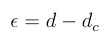 ϵ = d − d_c